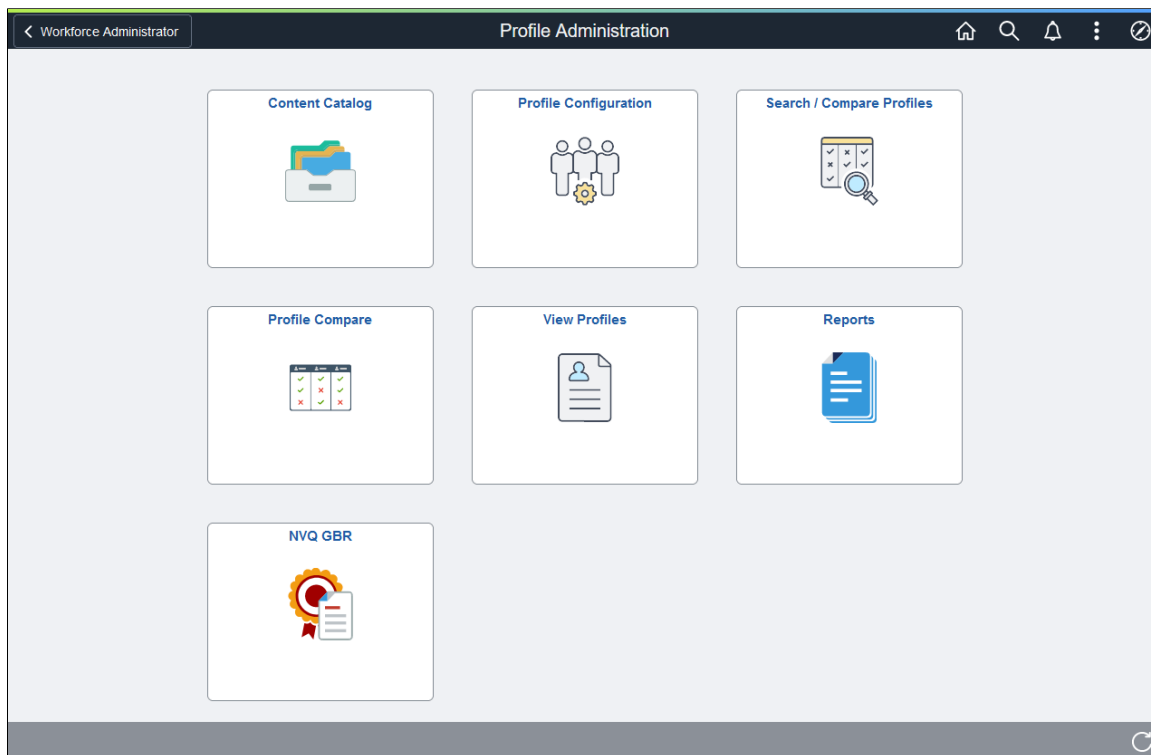 Workforce Administrator
Profile Administration
Content Catalog
Profile Configuration
Search / Compare Profiles
Profile Compare
View Profiles
Reports
NVQ GBR